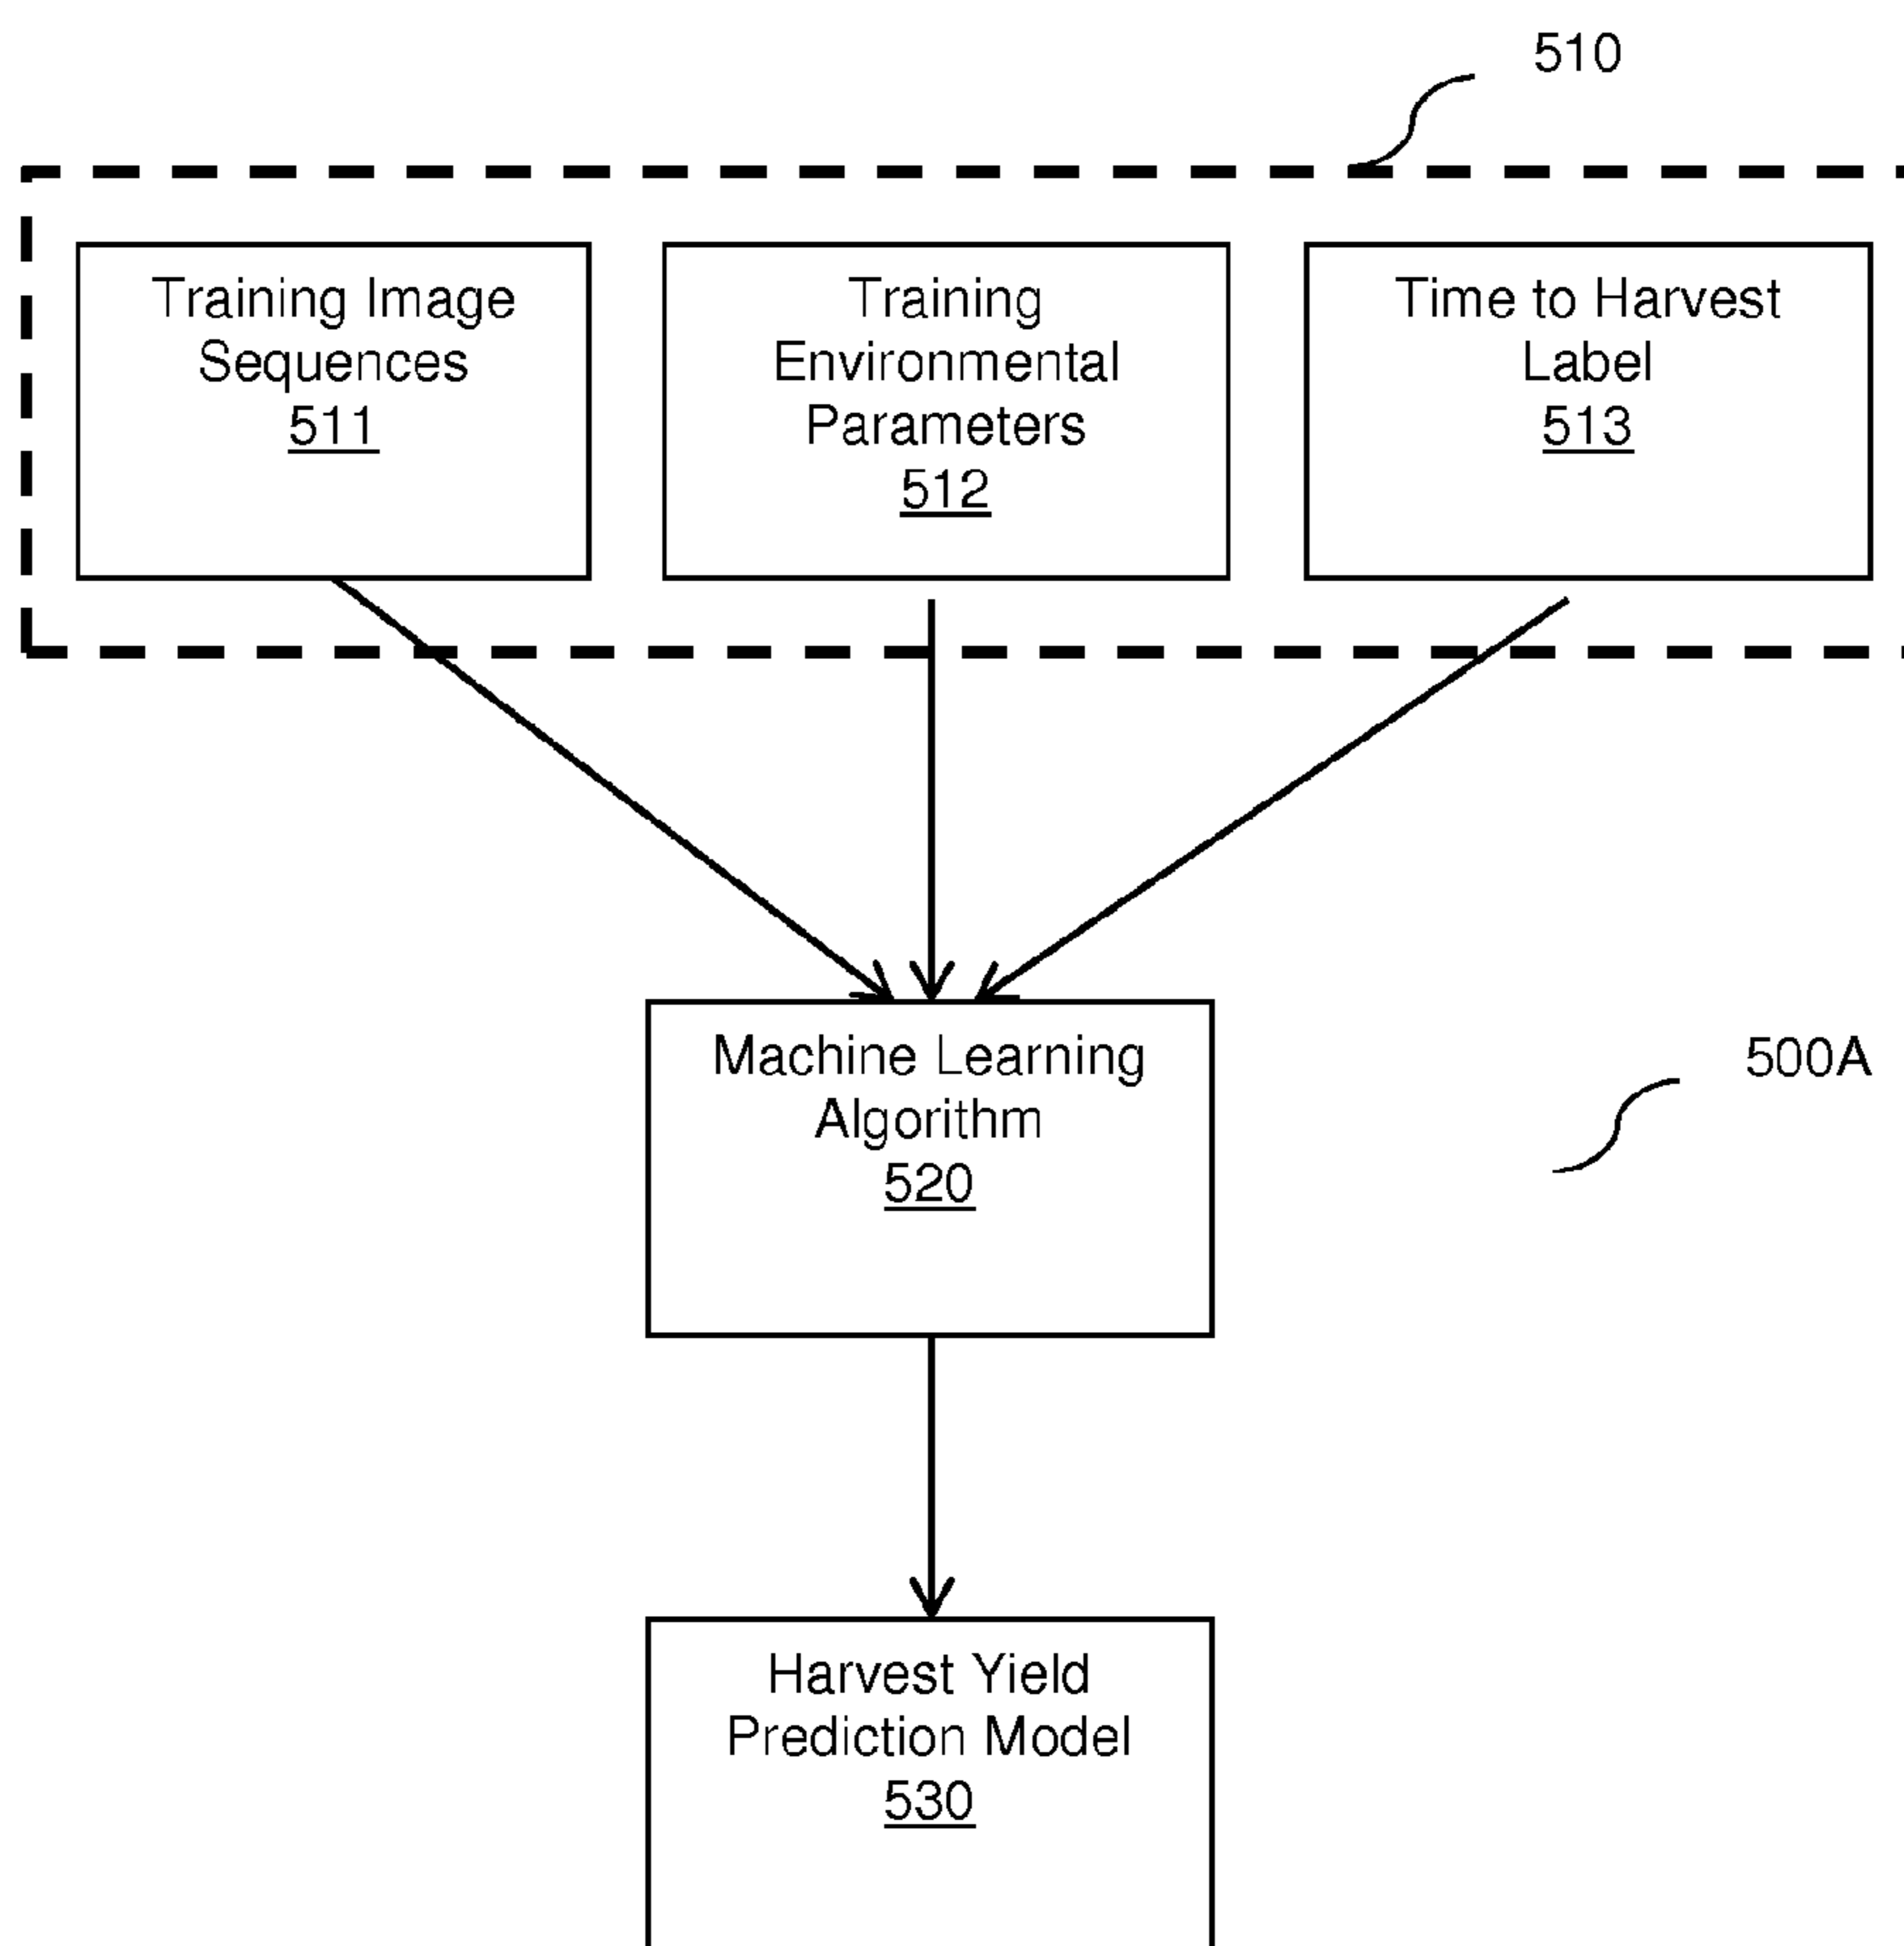 510
Training Image
Sequences
511
Training
Environmental
Parameters
512
Time to Harvest
Label
513
Machine Learning
Algorithm
520
500A
Harvest Yield
Prediction Model
530